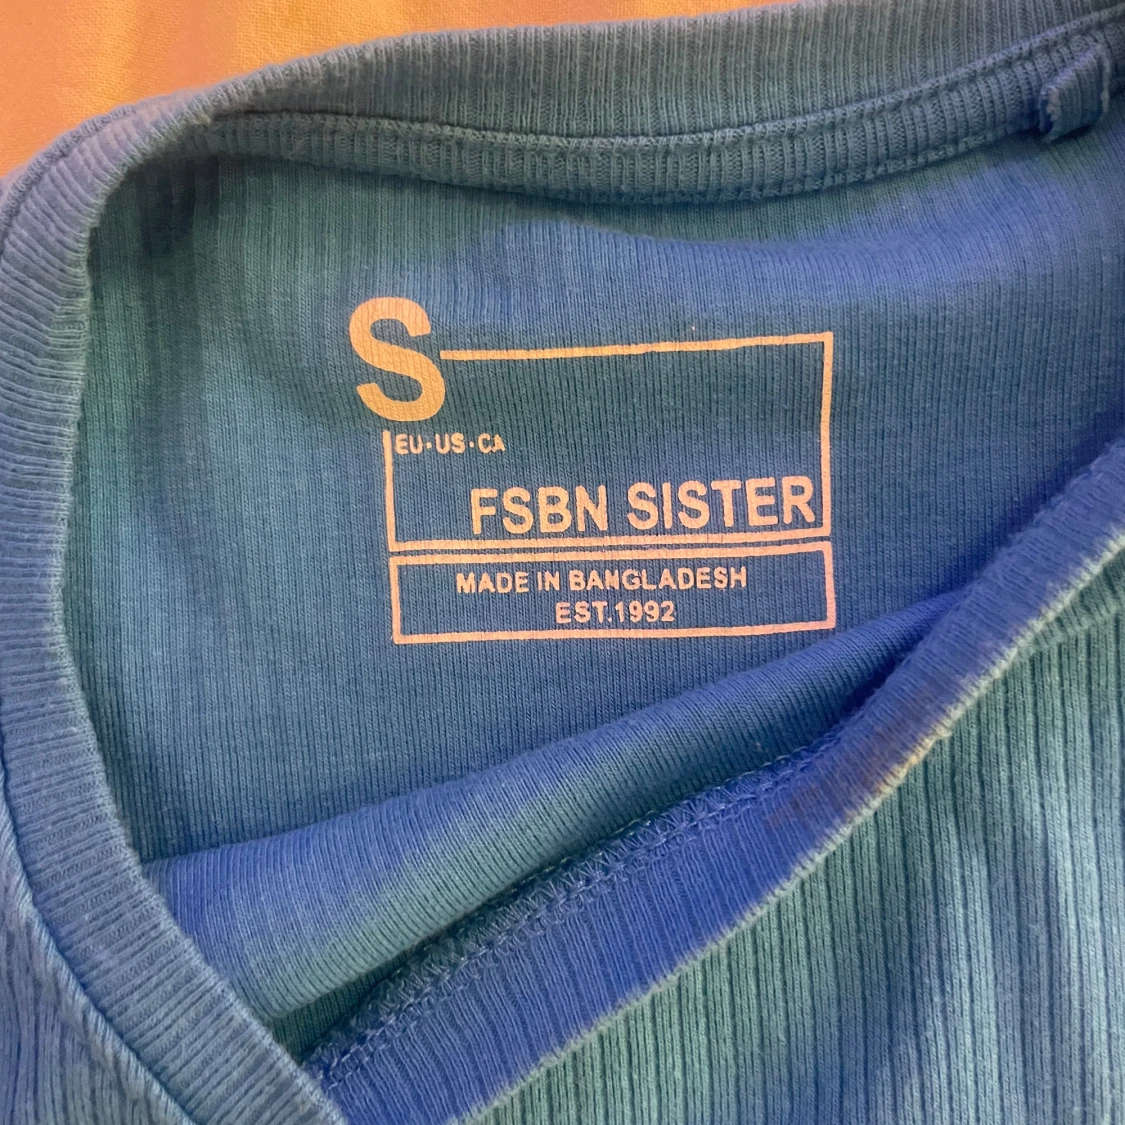 S
EU·US·CA
FSBN SISTER
MADE IN BANGLADESH
EST.1992